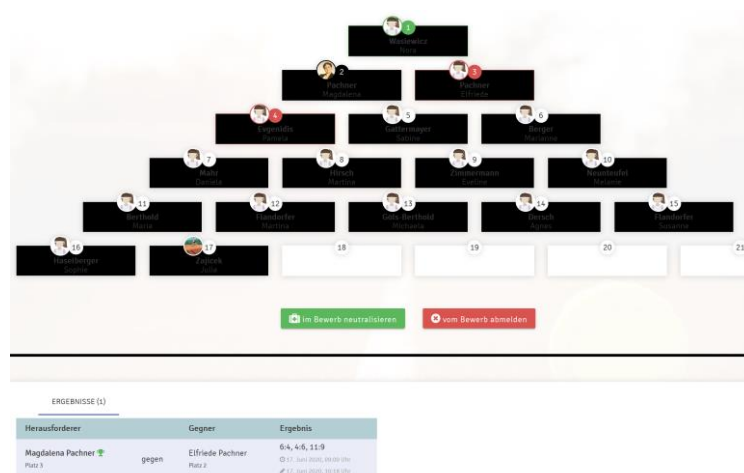 1
Wasiewicz
Nora
2
Pachner
Magdalena
3
Pachner
Elfriede
4
Evgenidis
Pamela
5
Gattermayer
Sabine
6
Berger
Marianne
7
Mahr
Daniela
8
Hirsch
Martina
9
Zimmermann
Eveline
10
Neunteufel
Melanie
11
Berthold
Maria
12
Flandorfer
Martina
13
Göls-Berthold
Michaela
14
Dersch
Agnes
15
Flandorfer
Susanne
16
Haselberger
Sophie
17
Zajicek
Julie
18
19
20
21
im Bewerb neutralisieren
vom Bewerb abmelden
ERGEBNISSE (1)
Herausforderer Gegner Ergebnis
Magdalena Pachner gegen Elfriede Pachner 6:4, 4:6, 11:9
Platz 3 Platz 2